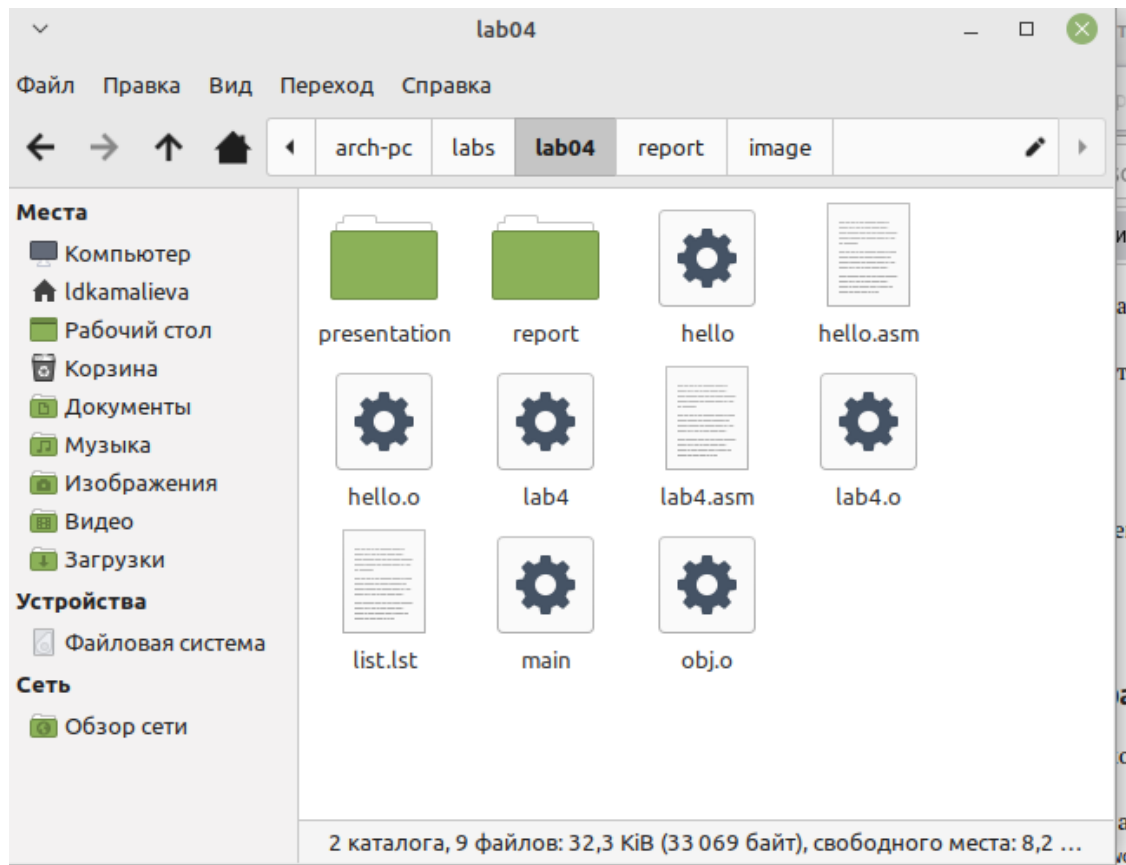 lab04
Файл Правка Вид Переход Справка
arch-pc labs lab04 report image
Места
Компьютер
ldkamalieva
Рабочий стол
Корзина
Документы
Музыка
Изображения
Видео
Загрузки
Устройства
Файловая система
Сеть
Обзор сети
presentation report hello hello.asm
hello.o lab4 lab4.asm lab4.o
list.lst main obj.o
2 каталога, 9 файлов: 32,3 KiB (33 069 байт), свободного места: 8,2 ...